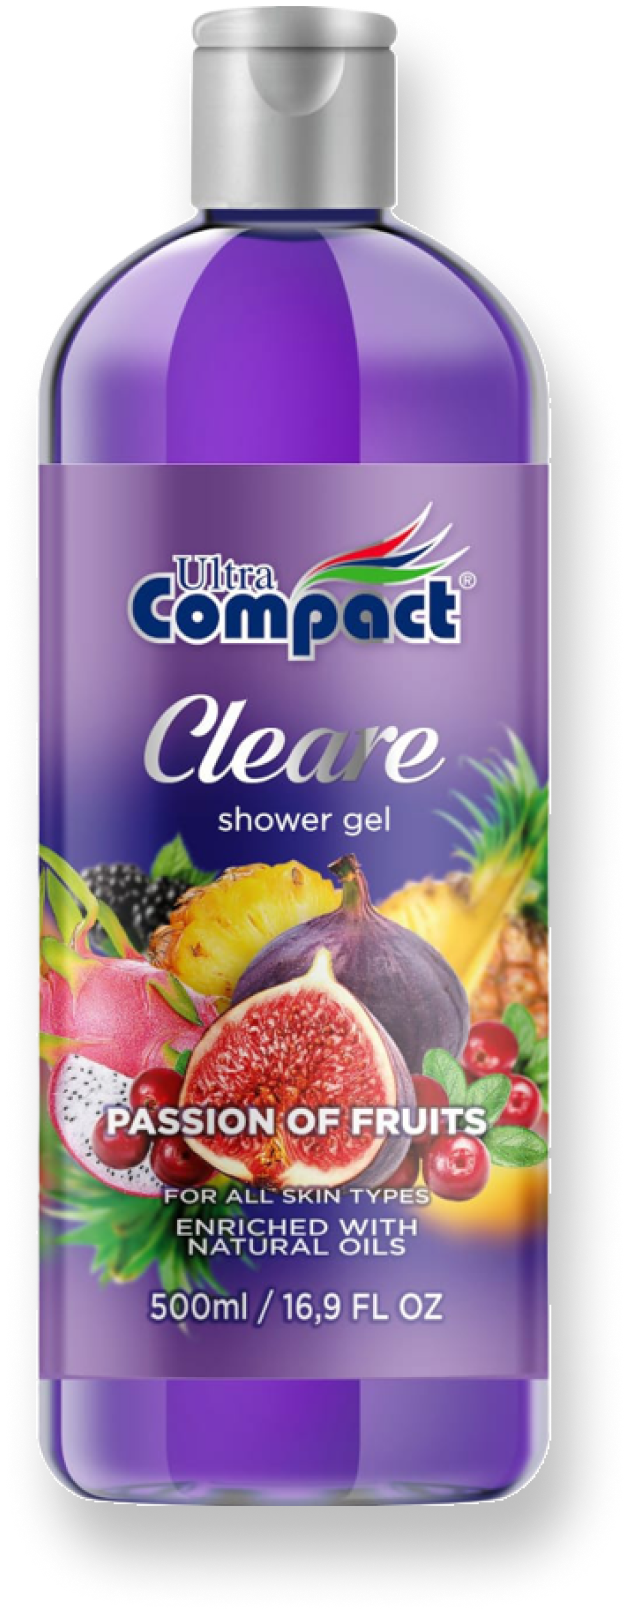 Ultra
Compact®
Cleare
shower gel
PASSION OF FRUITS
FOR ALL SKIN TYPES
ENRICHED WITH
NATURAL OILS
500ml / 16,9 FL OZ